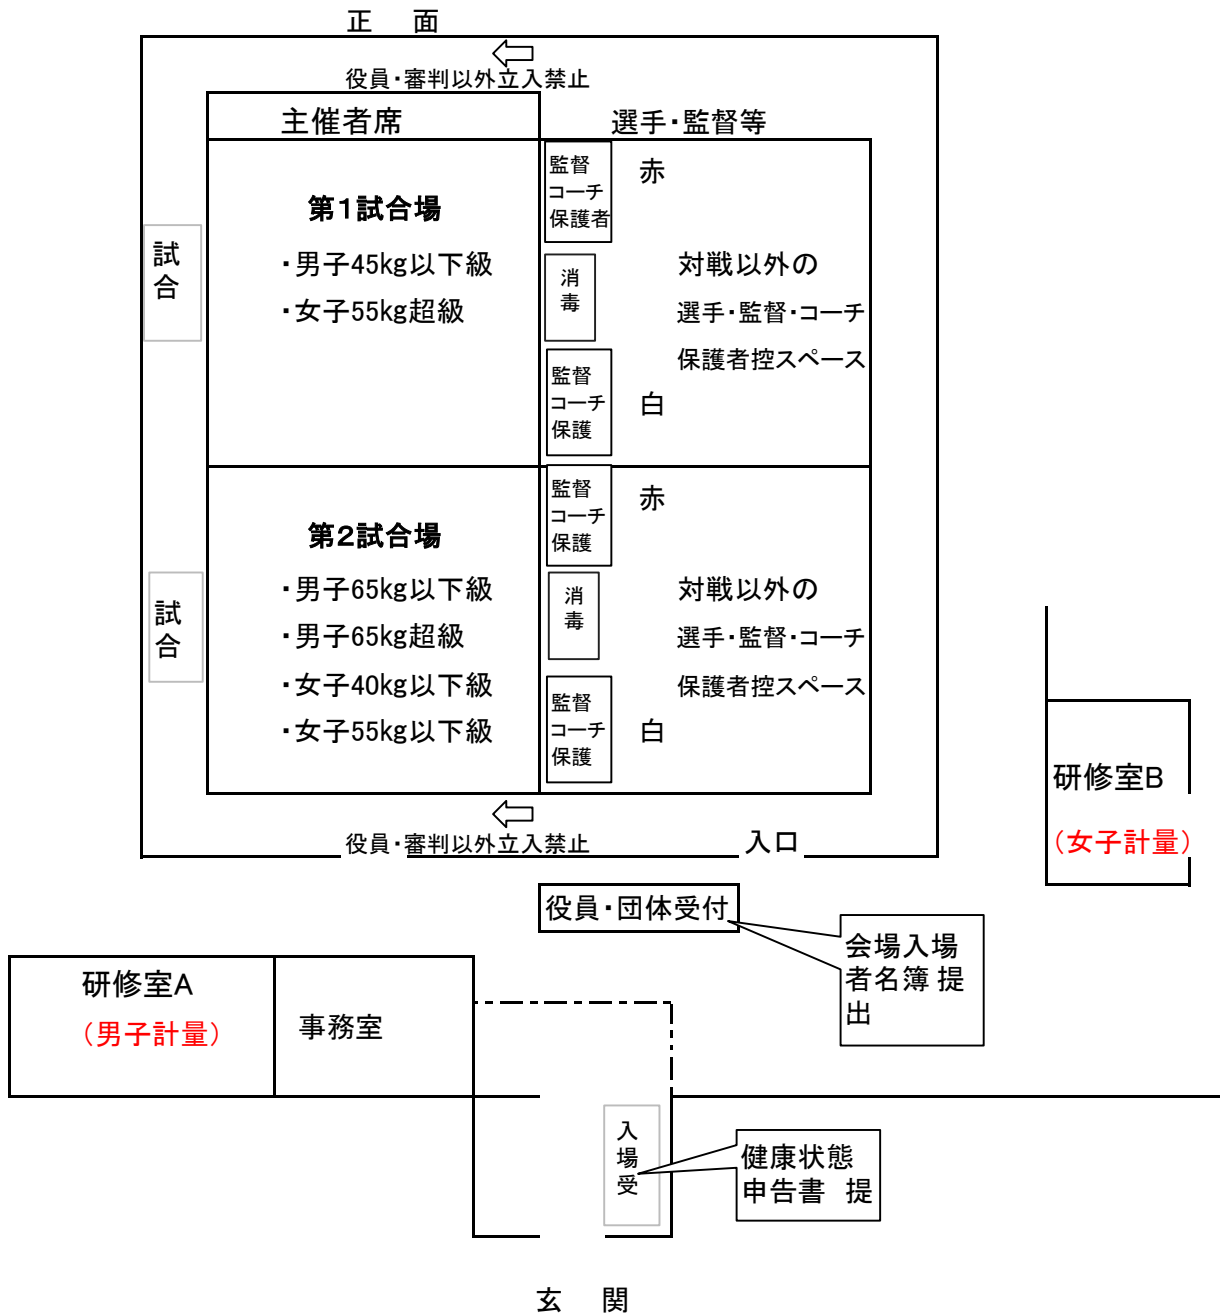 正　面
役員・審判以外立入禁止
主催者席
選手・監督等
第1試合場
・男子45kg以下級
・女子55kg超級
試
合
監督
コーチ
保護者
赤
消
毒
対戦以外の
選手・監督・コーチ
保護者控スペース
監督
コーチ
保護
白
第2試合場
・男子65kg以下級
・男子65kg超級
・女子40kg以下級
・女子55kg以下級
試
合
監督
コーチ
保護
赤
消
毒
対戦以外の
選手・監督・コーチ
保護者控スペース
監督
コーチ
保護
白
役員・審判以外立入禁止
入口
研修室B
（女子計量）
役員・団体受付
会場入場
者名簿 提
出
研修室A
（男子計量）
事務室
入
場
受
健康状態
申告書　提
玄　関